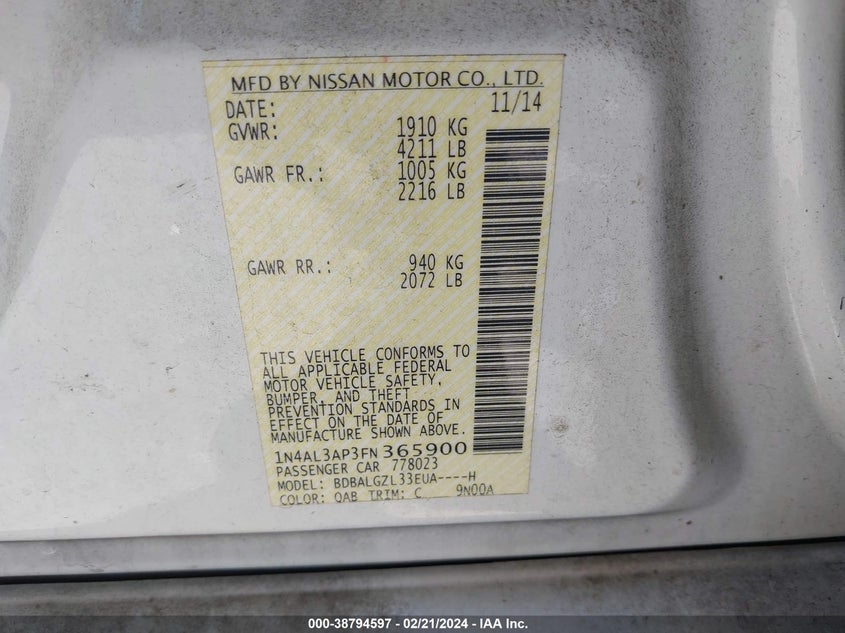 MFD BY NISSAN MOTOR CO., LTD.
DATE: 11/14
GVWR: 1910 KG
4211 LB
GAWR FR.: 1005 KG
2216 LB
GAWR RR.: 940 KG
2072 LB
THIS VEHICLE CONFORMS TO
ALL APPLICABLE FEDERAL
MOTOR VEHICLE SAFETY,
BUMPER, AND THEFT
PREVENTION STANDARDS IN
EFFECT ON THE DATE OF
MANUFACTURE SHOWN ABOVE.
1N4AL3AP3FN365900
PASSENGER CAR 778023
MODEL: BDBALGZL33EUA----H
COLOR: QAB TRIM: C 9N00A
000-38794597 - 02/21/2024 - IAA Inc.